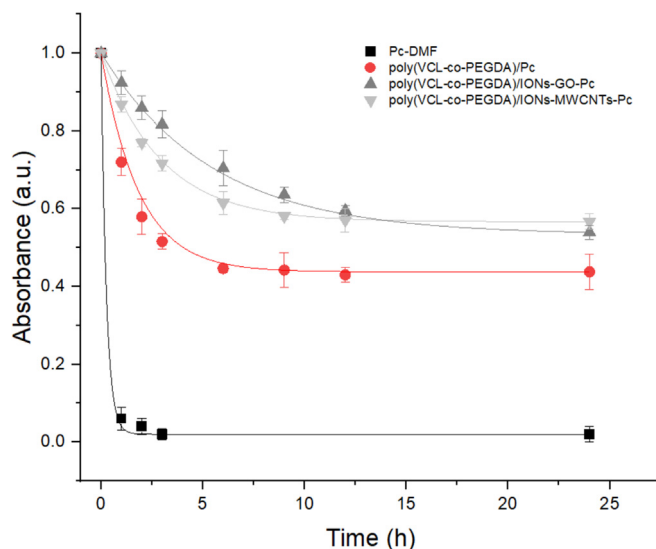 Pc-DMF
poly(VCL-co-PEGDA)/Pc
poly(VCL-co-PEGDA)/IONs-GO-Pc
poly(VCL-co-PEGDA)/IONs-MWCNTs-Pc
1.0
0.8
0.6
0.4
0.2
0.0
Absorbance (a.u.)
0 5 10 15 20 25
Time (h)